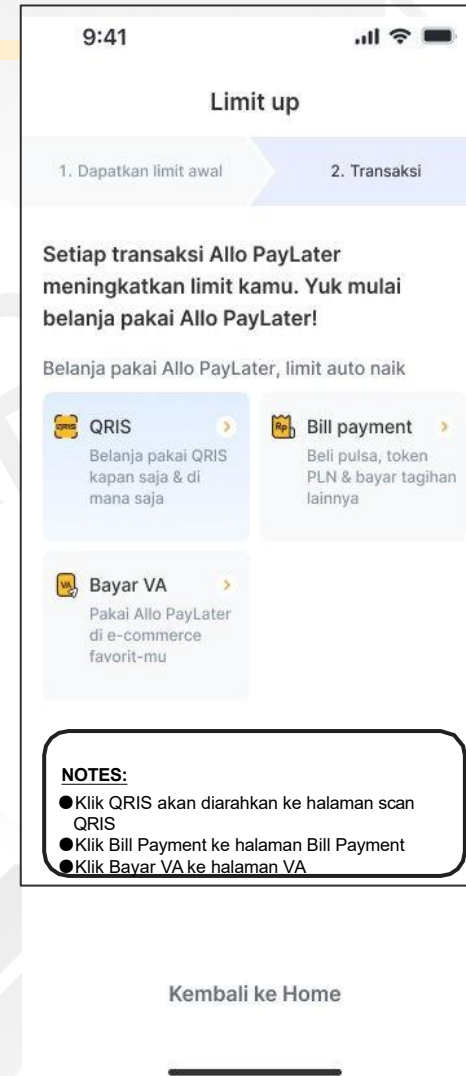 9:41
Limit up
1. Dapatkan limit awal
2. Transaksi
Setiap transaksi Allo PayLater
meningkatkan limit kamu. Yuk mulai
belanja pakai Allo PayLater!
Belanja pakai Allo PayLater, limit auto naik
QRIS
QRIS
Belanja pakai QRIS
kapan saja & di
mana saja
Rp
Bill payment
Beli pulsa, token
PLN & bayar tagihan
lainnya
VA
Bayar VA
Pakai Allo PayLater
di e-commerce
favorit-mu
NOTES:
●Klik QRIS akan diarahkan ke halaman scan
QRIS
●Klik Bill Payment ke halaman Bill Payment
●Klik Bayar VA ke halaman VA
Kembali ke Home